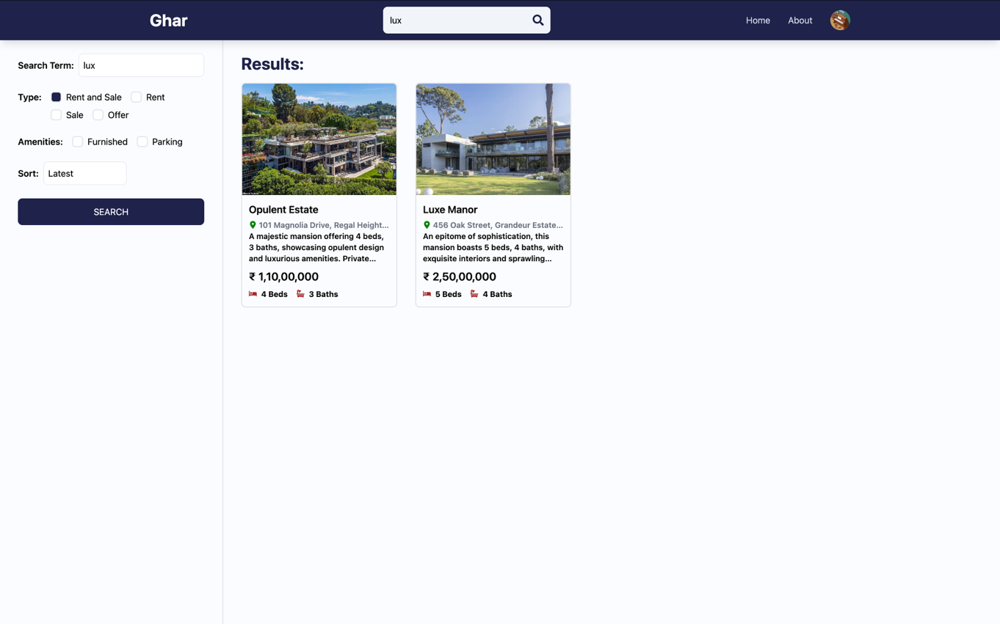 Ghar
lux
Home
About
Search Term:
lux
Type:
Rent and Sale
Rent
Sale
Offer
Amenities:
Furnished
Parking
Sort:
Latest
SEARCH
Results:
Opulent Estate
101 Magnolia Drive, Regal Height...
A majestic mansion offering 4 beds,
3 baths, showcasing opulent design
and luxurious amenities. Private...
₹ 1,10,00,000
4 Beds
3 Baths
Luxe Manor
456 Oak Street, Grandeur Estate...
An epitome of sophistication, this
mansion boasts 5 beds, 4 baths, with
exquisite interiors and sprawling...
₹ 2,50,00,000
5 Beds
4 Baths